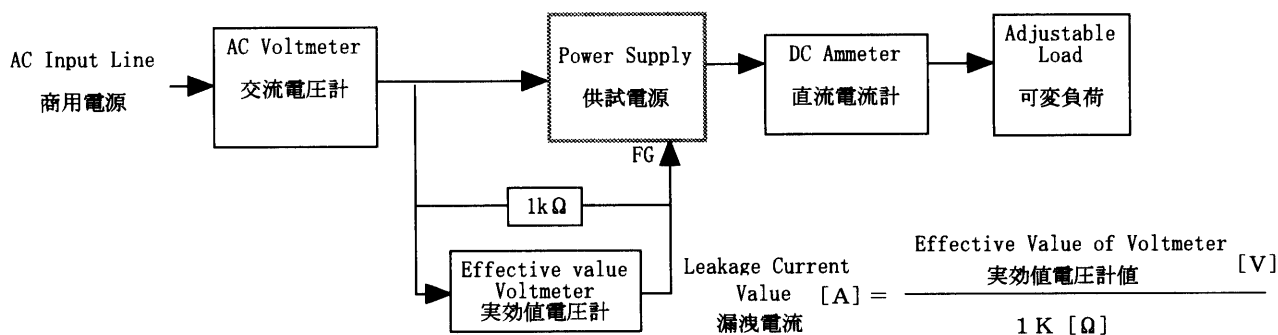 AC Input Line
商用電源
AC Voltmeter
交流電圧計
Power Supply
供試電源
FG
DC Ammeter
直流電流計
Adjustable
Load
可変負荷
1kΩ
Effective value
Voltmeter
実効値電圧計
Leakage Current
Value [A] =
漏洩電流
Effective Value of Voltmeter
実効値電圧計値
[V]
1K [Ω]